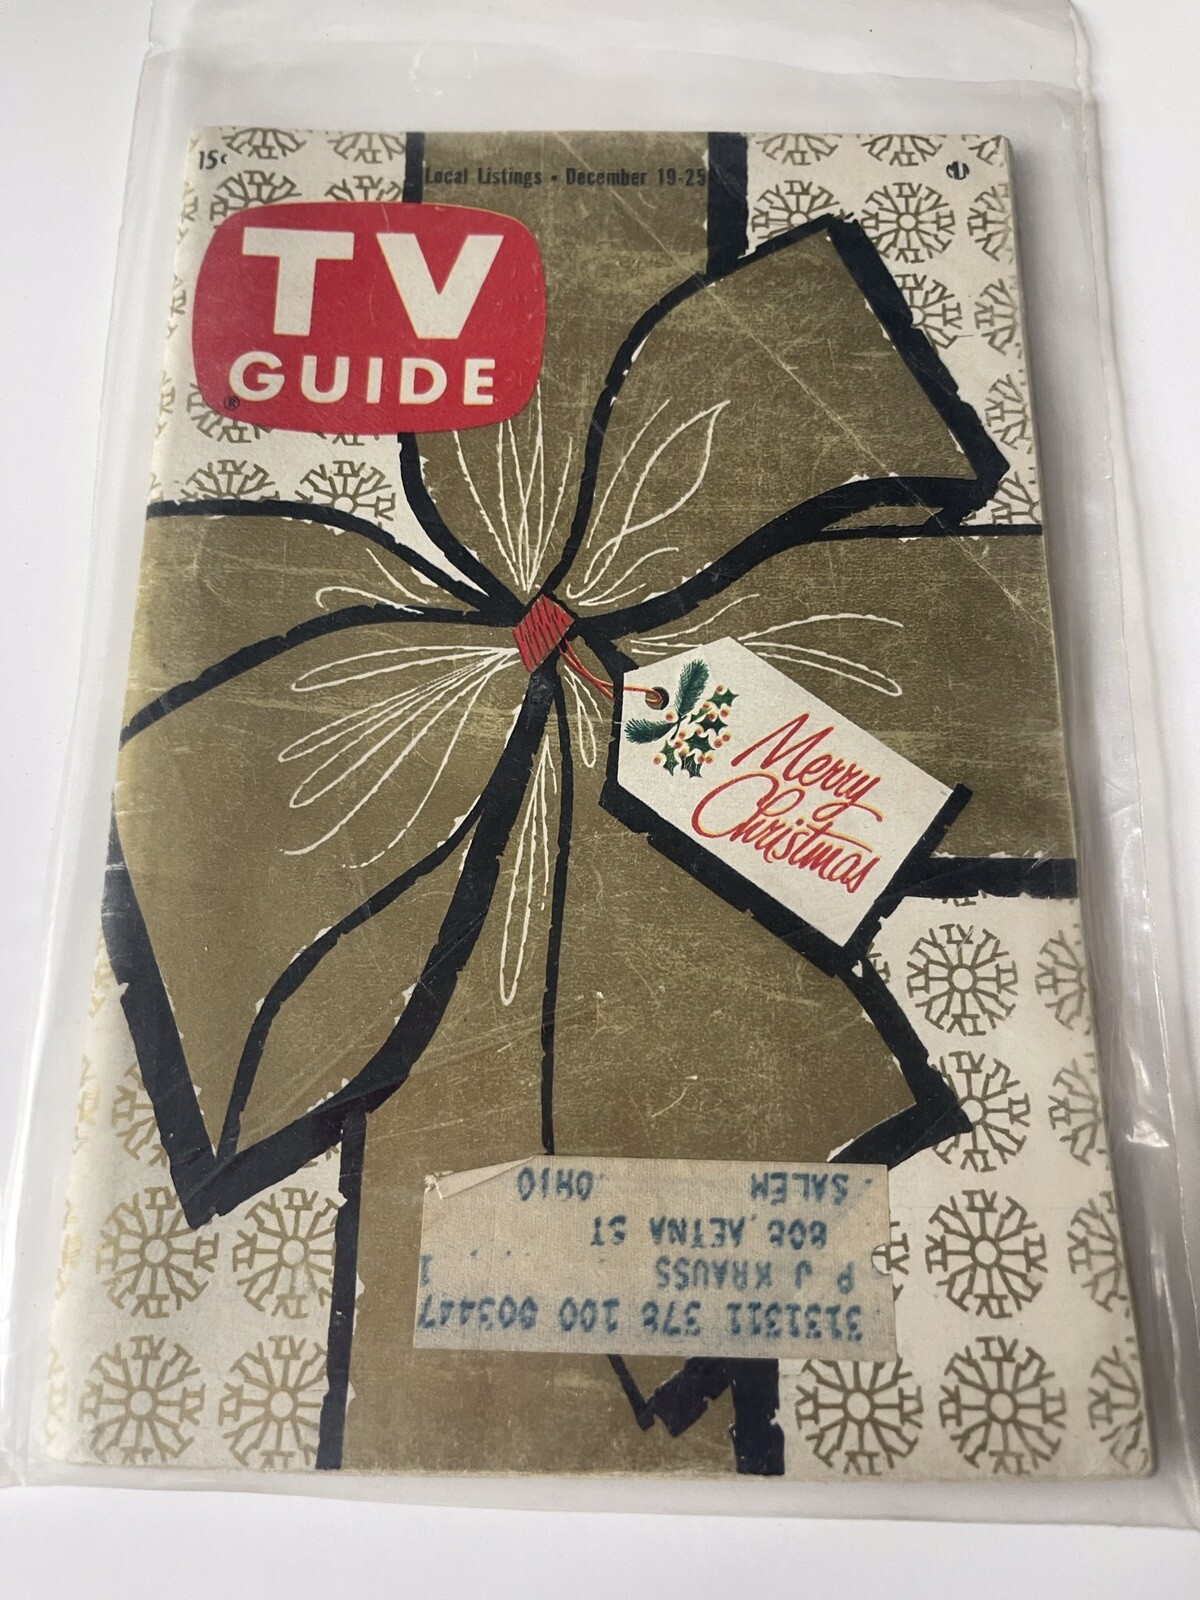 15¢
Local Listings • December 19-25
TV
GUIDE
®
Merry
Christmas
3131311 378 100 803447
P J KRAUSS 1
AETNA ST
SALEM OHIO